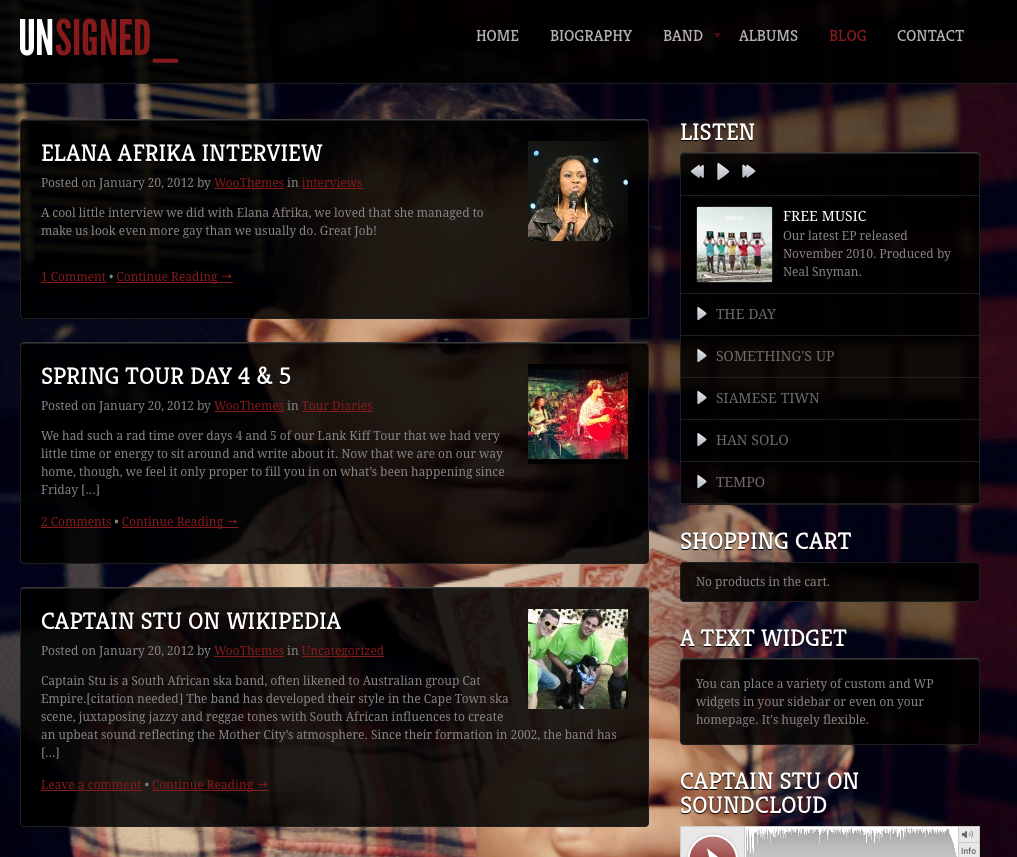 UNSIGNED_
HOME BIOGRAPHY BAND ALBUMS BLOG CONTACT
ELANA AFRIKA INTERVIEW
Posted on January 20, 2012 by WooThemes in interviews
A cool little interview we did with Elana Afrika, we loved that she managed to
make us look even more gay than we usually do. Great Job!
1 Comment • Continue Reading →
SPRING TOUR DAY 4 & 5
Posted on January 20, 2012 by WooThemes in Tour Diaries
We had such a rad time over days 4 and 5 of our Lank Kiff Tour that we had very
little time or energy to sit around and write about it. Now that we are on our way
home, though, we feel it only proper to fill you in on what’s been happening since
Friday [...]
2 Comments • Continue Reading →
CAPTAIN STU ON WIKIPEDIA
Posted on January 20, 2012 by WooThemes in Uncategorized
Captain Stu is a South African ska band, often likened to Australian group Cat
Empire.[citation needed] The band has developed their style in the Cape Town ska
scene, juxtaposing jazzy and reggae tones with South African influences to create
an upbeat sound reflecting the Mother City’s atmosphere. Since their formation in 2002, the band has
[...]
Leave a comment • Continue Reading →
LISTEN
FREE MUSIC
Our latest EP released
November 2010. Produced by
Neal Snyman.
THE DAY
SOMETHING'S UP
SIAMESE TIWN
HAN SOLO
TEMPO
SHOPPING CART
No products in the cart.
A TEXT WIDGET
You can place a variety of custom and WP
widgets in your sidebar or even on your
homepage. It's hugely flexible.
CAPTAIN STU ON
SOUNDCLOUD
Info